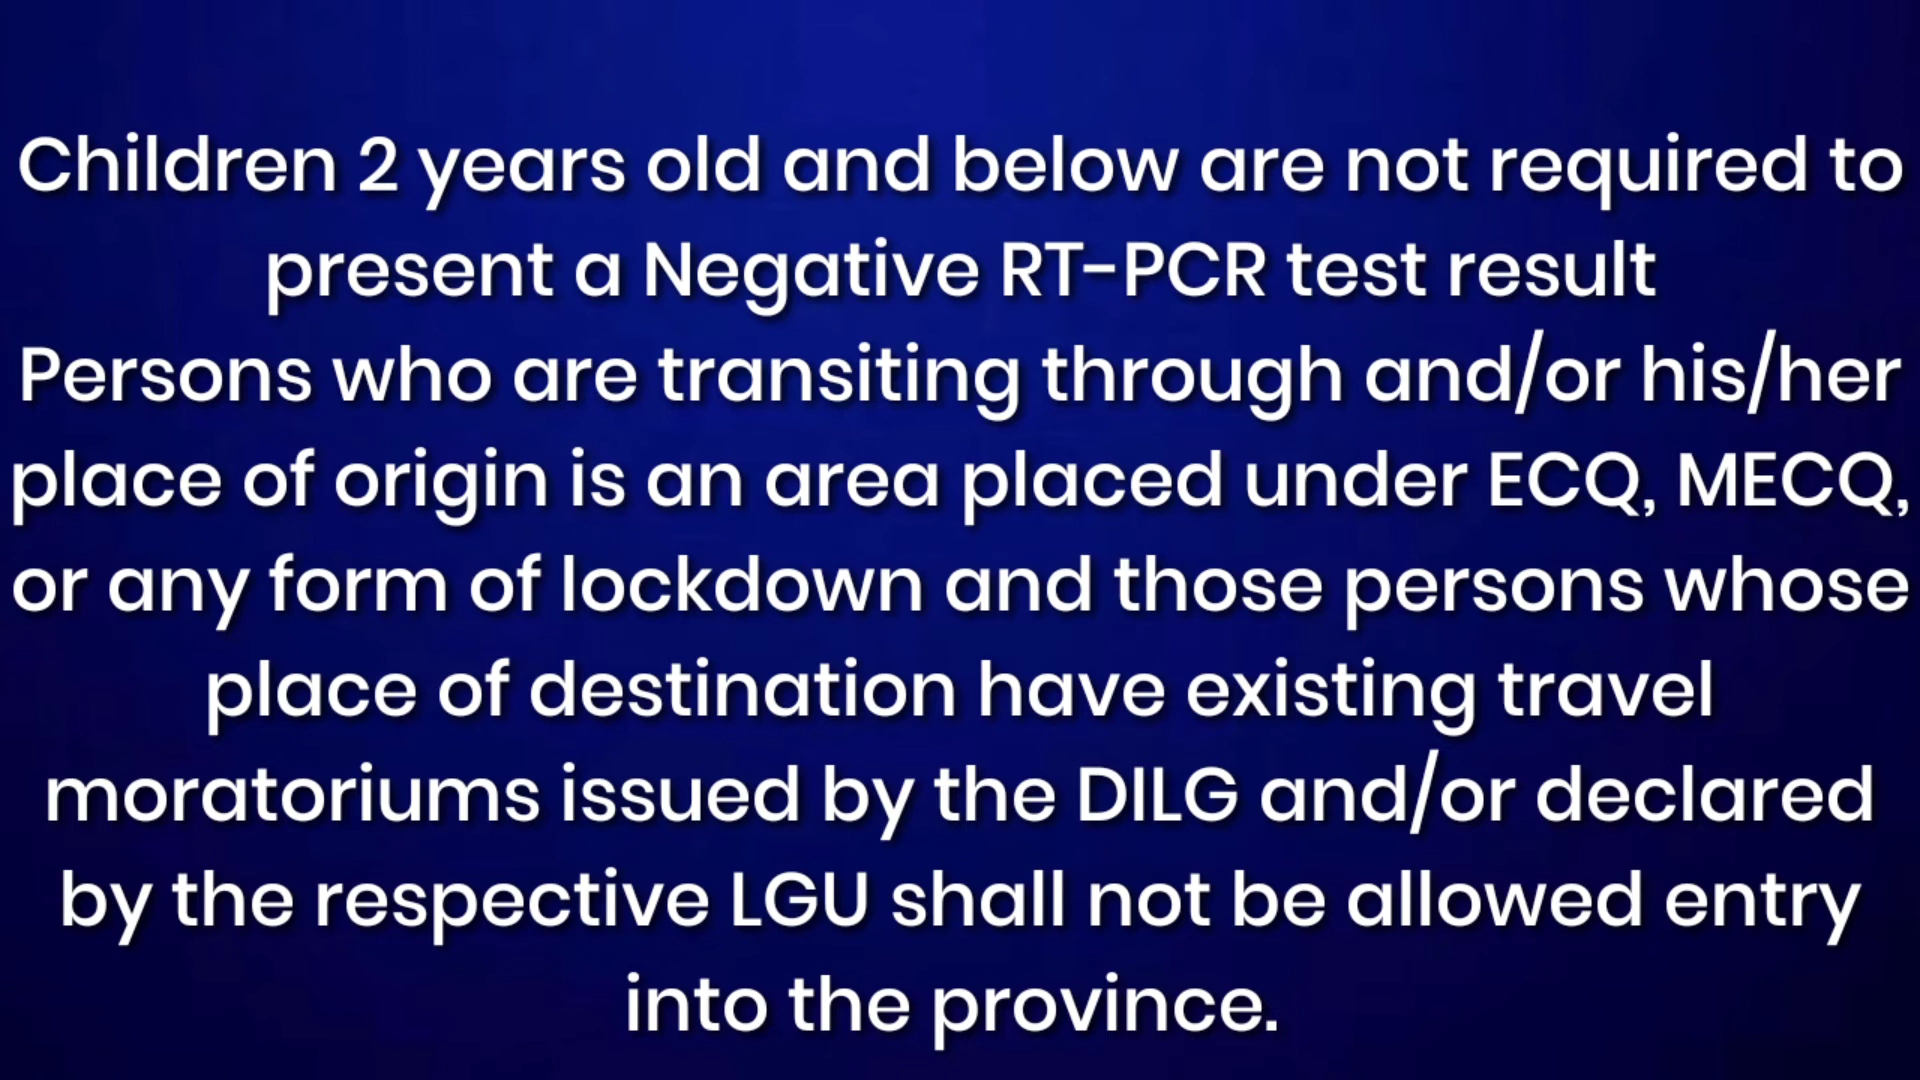 Children 2 years old and below are not required to
present a Negative RT-PCR test result
Persons who are transiting through and/or his/her
place of origin is an area placed under ECQ, MECQ,
or any form of lockdown and those persons whose
place of destination have existing travel
moratoriums issued by the DILG and/or declared
by the respective LGU shall not be allowed entry
into the province.